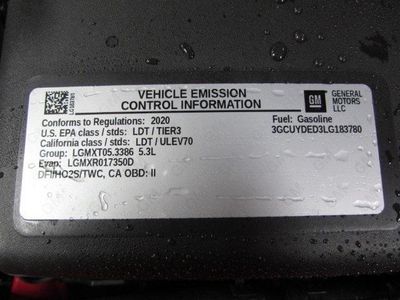 VEHICLE EMISSION
CONTROL INFORMATION
GM
GENERAL
MOTORS
LLC
Conforms to Regulations: 2020
Fuel: Gasoline
U.S. EPA class / stds: LDT / TIER3
3GCUYDED3LG183780
California class / stds: LDT / ULEV70
Group: LGMXT05.3386 5.3L
Evap: LGMXR017350D
DFI/HO2S/TWC, CA OBD: II